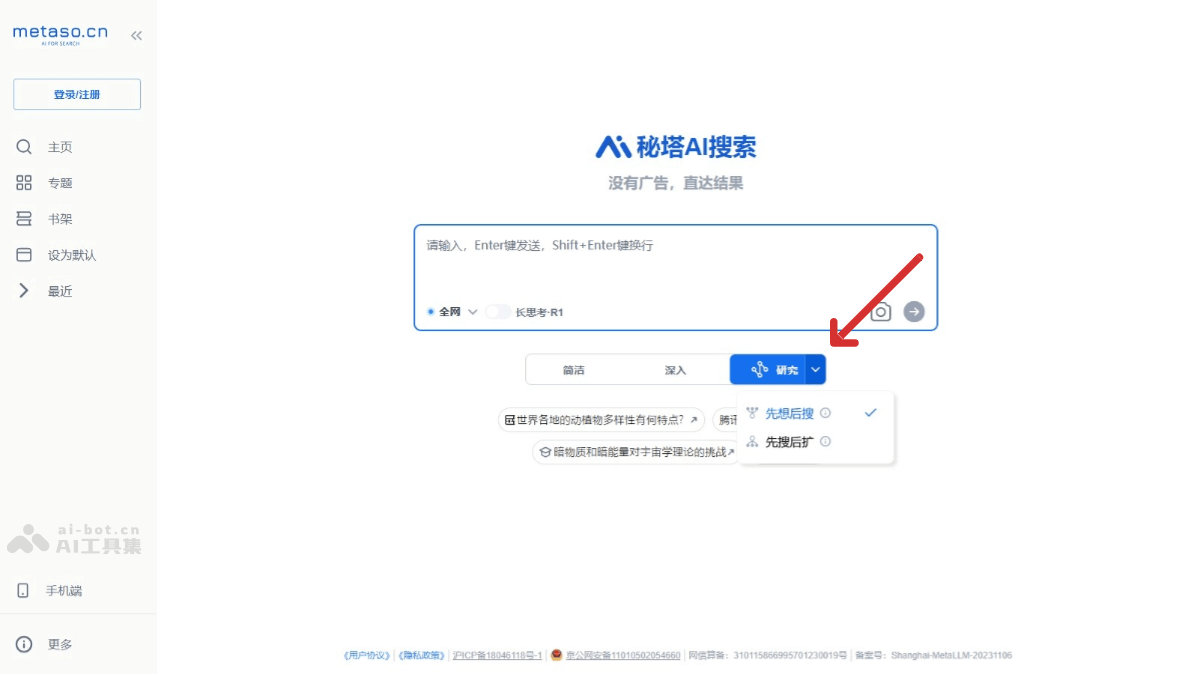 metaso.cn
AI FOR SEARCH
登录/注册
主页
专题
书架
设为默认
最近
ai-bot.cn
AI工具集
手机端
更多
秘塔AI搜索
没有广告，直达结果
请输入，Enter键发送，Shift+Enter键换行
全网
长思考·R1
简洁
深入
研究
先想后搜
先搜后扩
世界各地的动植物多样性有何特点？
腾讯
暗物质和暗能量对宇宙学理论的挑战
《用户协议》 | 《隐私政策》 | 沪ICP备18046118号-1 | 京公网安备11010502054660 | 网信算备：310115866995701230019号 | 备案号：Shanghai-MetaLLM-20231106